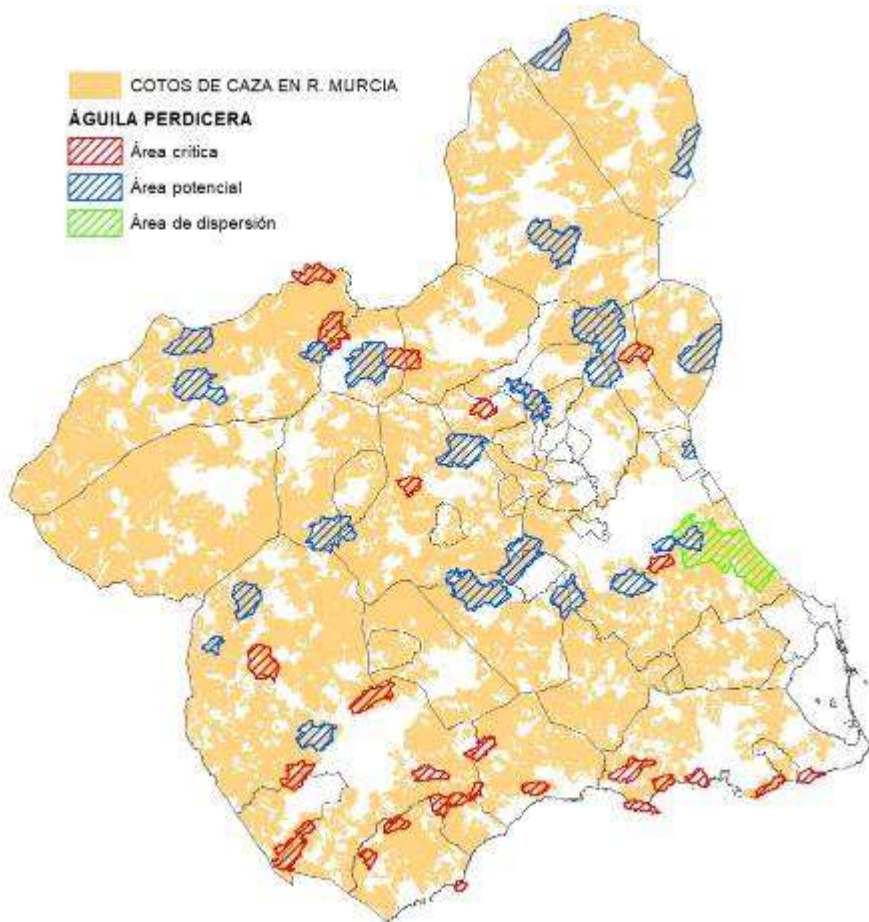 COTOS DE CAZA EN R. MURCIA
ÁGUILA PERDICERA
Área crítica
Área potencial
Área de dispersión